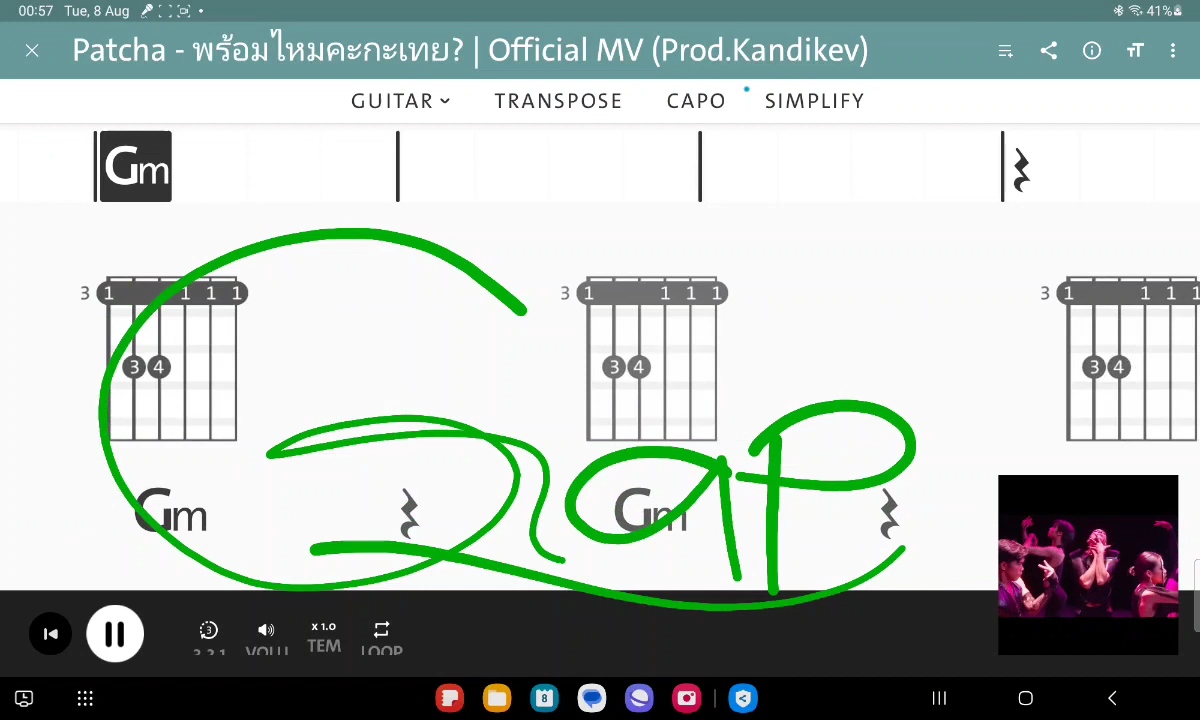 00:57 Tue, 8 Aug 41%
Patcha - พร้อมไหมคะกะเทย? | Official MV (Prod.Kandikev)
GUITAR TRANSPOSE CAPO SIMPLIFY
Gm
3 1 1 1 1 3 1 1 1 1 3 1 1 1 1
3 4 3 4 3 4
Gm Gm
x 1.0
TEM LOOP
8